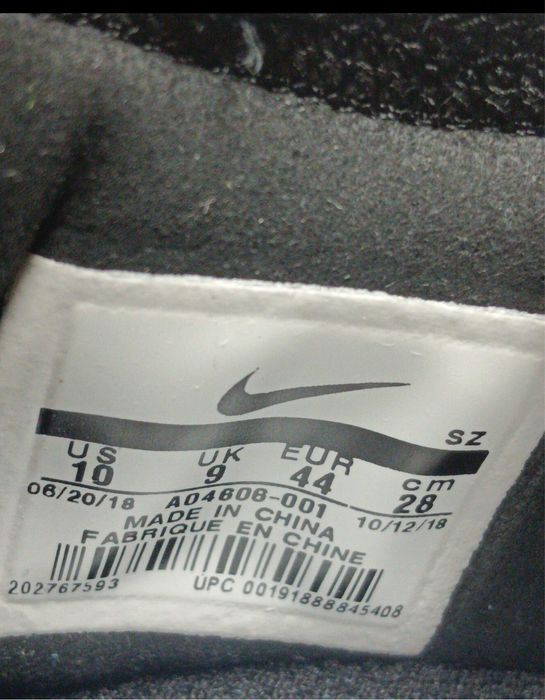 SZ
US UK EUR cm
10 9 44 28
06/20/18 AO4606-001 10/12/18
MADE IN CHINA
FABRIQUE EN CHINE
202767593 UPC 00191888845408